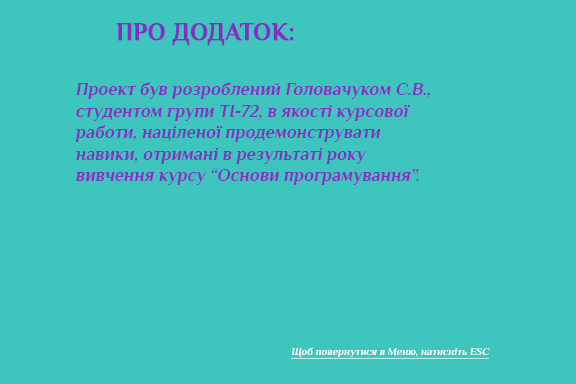 ПРО ДОДАТОК:
Проект був розроблений Головачуком С.В.,
студентом групи ТІ-72, в якості курсової
работи, націленої продемонструвати
навики, отримані в результаті року
вивчення курсу “Основи програмування”.
Щоб повернутися в Меню, натисніть ESC